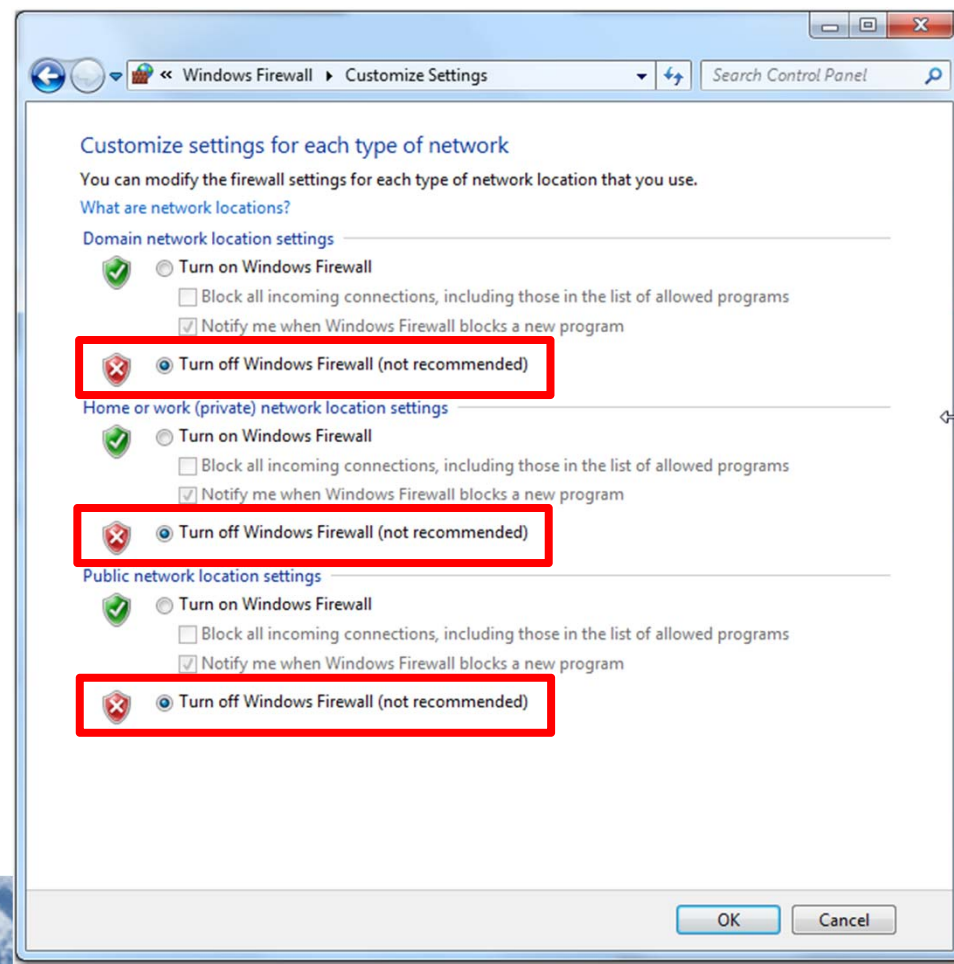 « Windows Firewall ▸ Customize Settings
Search Control Panel
Customize settings for each type of network
You can modify the firewall settings for each type of network location that you use.
What are network locations?
Domain network location settings
Turn on Windows Firewall
Block all incoming connections, including those in the list of allowed programs
Notify me when Windows Firewall blocks a new program
Turn off Windows Firewall (not recommended)
Home or work (private) network location settings
Turn on Windows Firewall
Block all incoming connections, including those in the list of allowed programs
Notify me when Windows Firewall blocks a new program
Turn off Windows Firewall (not recommended)
Public network location settings
Turn on Windows Firewall
Block all incoming connections, including those in the list of allowed programs
Notify me when Windows Firewall blocks a new program
Turn off Windows Firewall (not recommended)
OK
Cancel